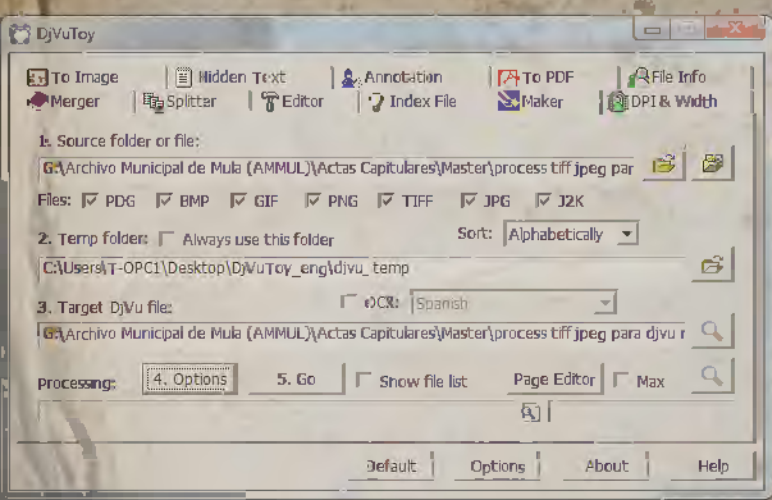 DjVuToy
To Image Hidden Text Annotation To PDF File Info
Merger Splitter Editor Index File Maker DPI & Width
1. Source folder or file:
G:\Archivo Municipal de Mula (AMMUL)\Actas Capitulares\Master\process tiff jpeg par
Files: PDG BMP GIF PNG TIFF JPG J2K
2. Temp folder: Always use this folder Sort: Alphabetically
C:\Users\T-OPC1\Desktop\DjVuToy_eng\djvu_temp
3. Target DjVu file: OCR: Spanish
G:\Archivo Municipal de Mula (AMMUL)\Actas Capitulares\Master\process tiff jpeg para djvu r
Processing: 4. Options 5. Go Show file list Page Editor Max
Default Options About Help